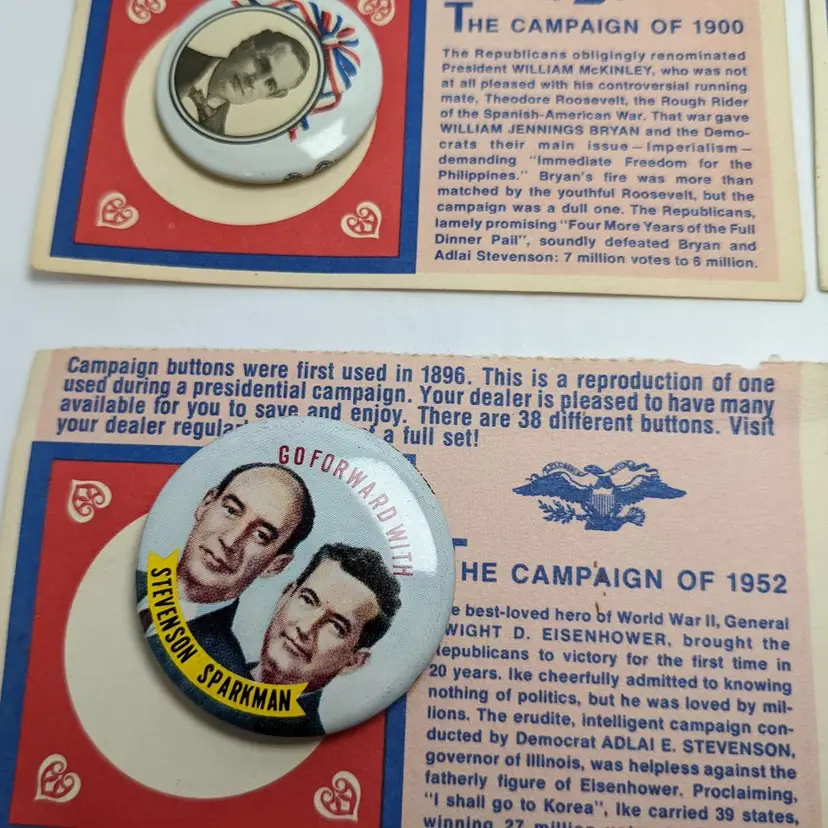 THE CAMPAIGN OF 1900
The Republicans obligingly renominated
President WILLIAM McKINLEY, who was not
at all pleased with his controversial running
mate, Theodore Roosevelt, the Rough Rider
of the Spanish-American War. That war gave
WILLIAM JENNINGS BRYAN and the Demo-
crats their main issue—Imperialism—
demanding "Immediate Freedom for the
Philippines." Bryan's fire was more than
matched by the youthful Roosevelt, but the
campaign was a dull one. The Republicans,
lamely promising "Four More Years of the Full
Dinner Pail", soundly defeated Bryan and
Adlai Stevenson: 7 million votes to 6 million.
Campaign buttons were first used in 1896. This is a reproduction of one
used during a presidential campaign. Your dealer is pleased to have many
available for you to save and enjoy. There are 38 different buttons. Visit
your dealer a full set!
GO FORWARD WITH
STEVENSON SPARKMAN
HE CAMPAIGN OF 1952
e best-loved hero of World War II, General
WIGHT D. EISENHOWER, brought the
epublicans to victory for the first time in
20 years. Ike cheerfully admitted to knowing
nothing of politics, but he was loved by mil-
lions. The erudite, intelligent campaign con-
ducted by Democrat ADLAI E. STEVENSON,
governor of Illinois, was helpless against the
fatherly figure of Eisenhower. Proclaiming,
"I shall go to Korea", Ike carried 39 states,
winning 27 million